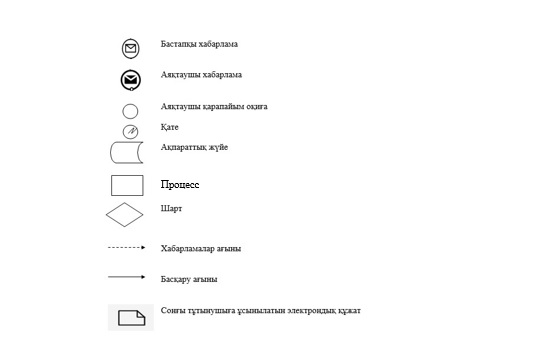 Бастапқы хабарлама
Аяқтаушы хабарлама
Аяқтаушы қарапайым оқиға
Қате
Ақпараттық жүйе
Процесс
Шарт
Хабарламалар ағыны
Басқару ағыны
Соңғы тұтынушыға ұсынылатын электрондық құжат